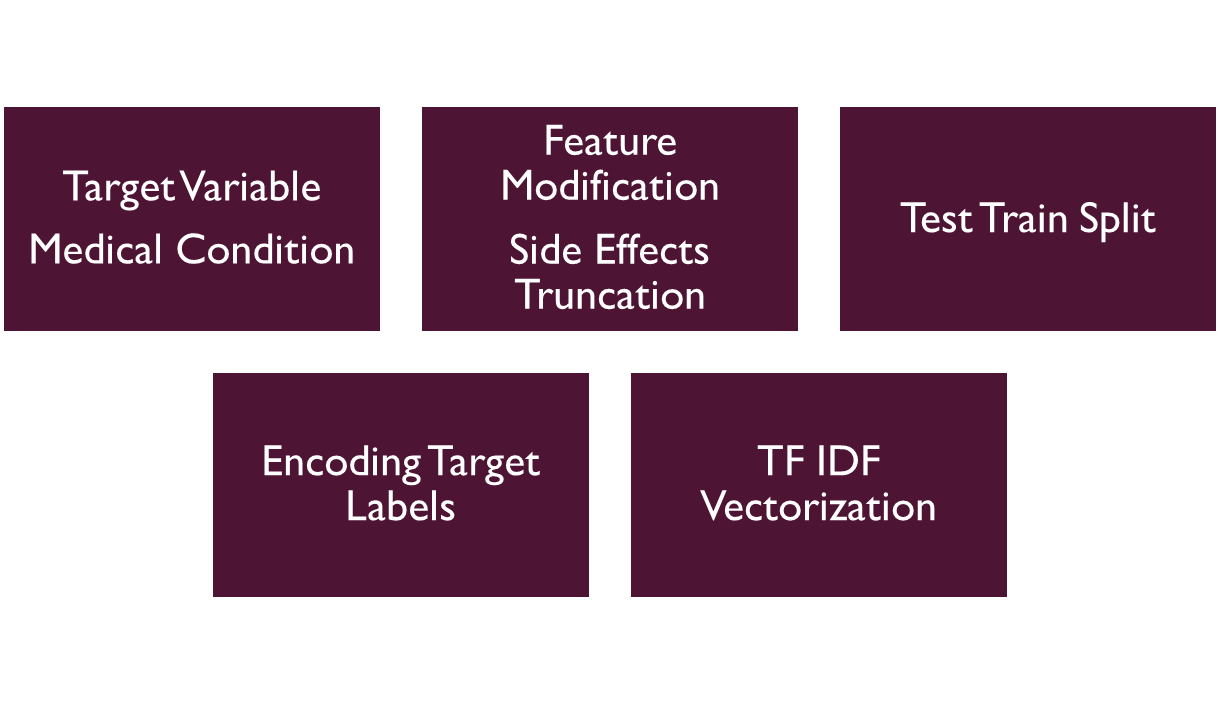 Target Variable
Medical Condition
Feature
Modification
Side Effects
Truncation
Test Train Split
Encoding Target
Labels
TF IDF
Vectorization